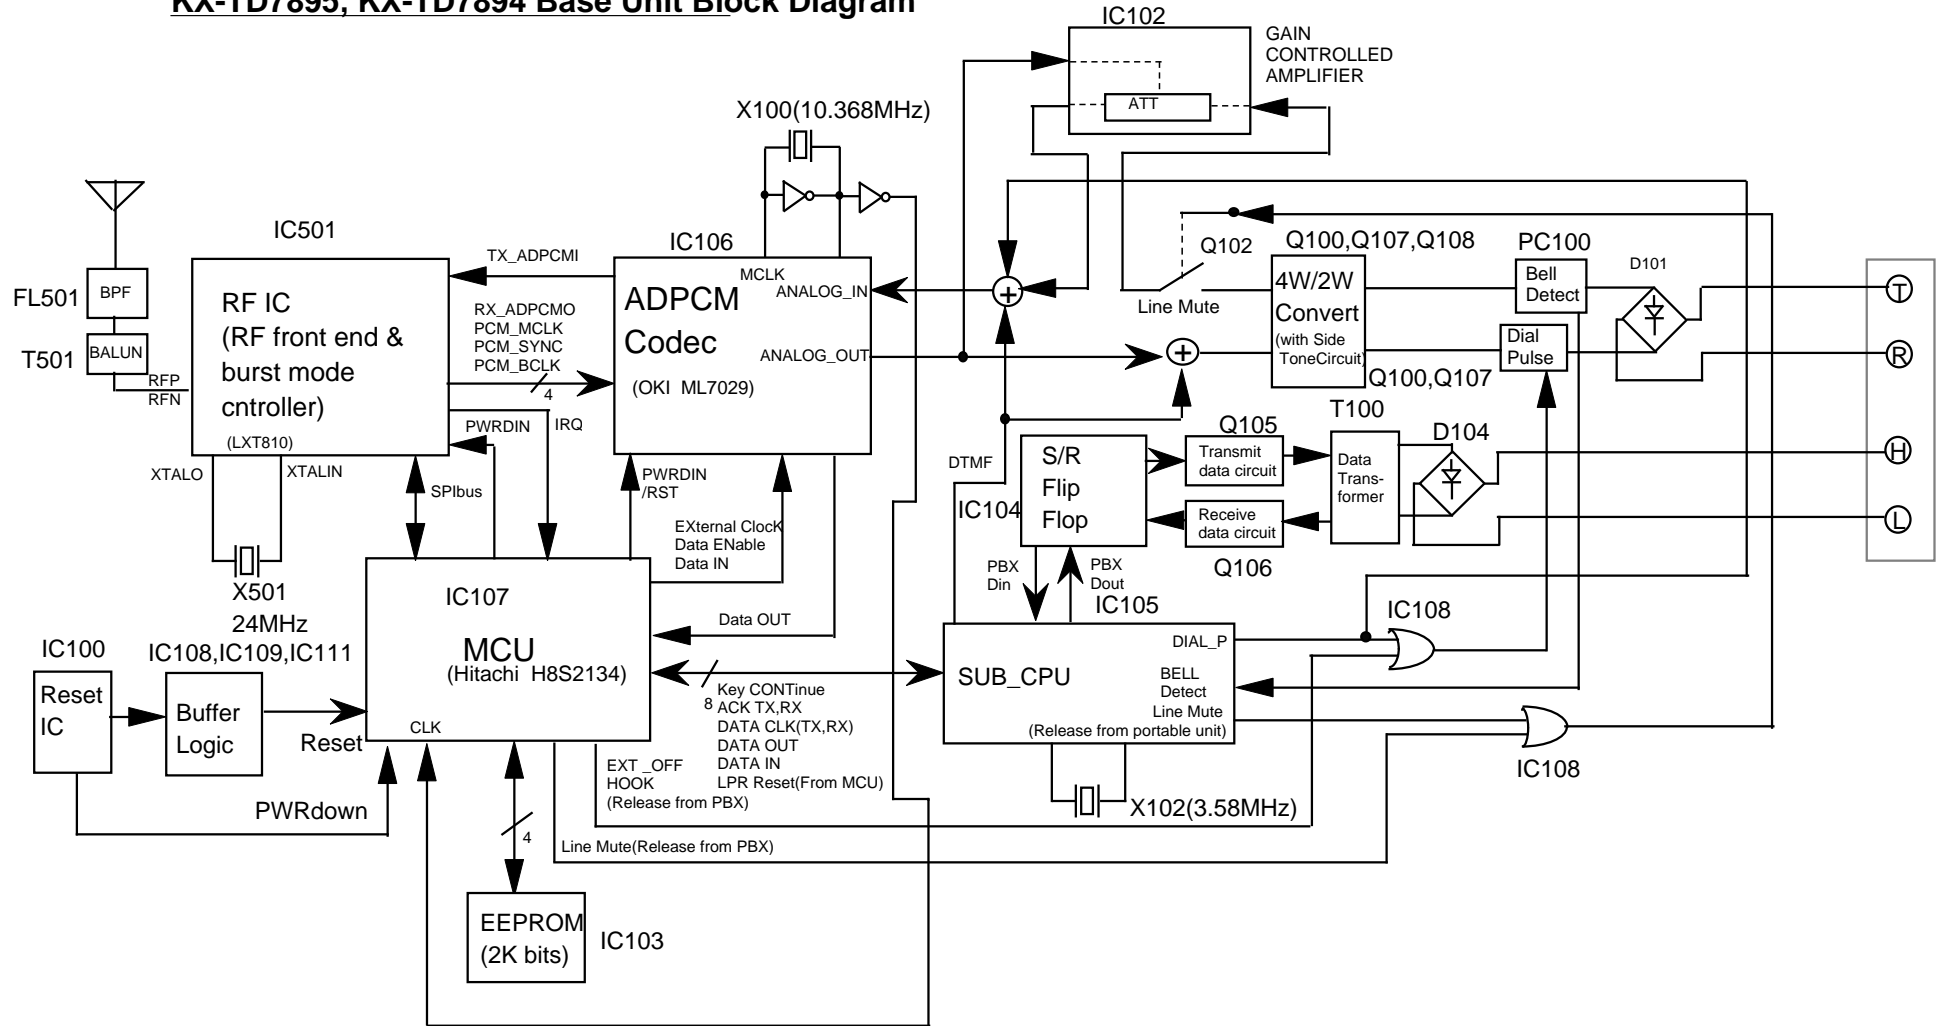 KX-TD7895, KX-TD7894 Base Unit Block Diagram
IC102
GAIN
CONTROLLED
AMPLIFIER
ATT
X100(10.368MHz)
IC501
IC106
Q102
Q100,Q107,Q108
PC100
D101
FL501
BPF
T501
BALUN
RFP
RFN
RF IC
(RF front end &
burst mode
cntroller)
(LXT810)
TX_ADPCMI
RX_ADPCMO
PCM_MCLK
PCM_SYNC
PCM_BCLK
4
MCLK
ANALOG_IN
ADPCM
Codec
ANALOG_OUT
(OKI ML7029)
+
+
Line Mute
4W/2W
Convert
(with Side
ToneCircuit)
Bell
Detect
Dial
Pulse
Q100,Q107
T
R
H
L
XTALO
XTALIN
SPIbus
PWRDIN
IRQ
PWRDIN
/RST
EXternal ClocK
Data ENable
Data IN
Data OUT
DTMF
IC104
S/R
Flip
Flop
Q105
Transmit
data circuit
Receive
data circuit
Q106
T100
Data
Trans-
former
D104
X501
24MHz
PBX
Din
PBX
Dout
IC105
IC100
Reset
IC
IC108,IC109,IC111
Buffer
Logic
Reset
PWRdown
IC107
MCU
(Hitachi H8S2134)
CLK
8
Key CONTinue
ACK TX,RX
DATA CLK(TX,RX)
DATA OUT
DATA IN
LPR Reset(From MCU)
EXT _OFF
HOOK
(Release from PBX)
Line Mute(Release from PBX)
SUB_CPU
DIAL_P
BELL
Detect
Line Mute
(Release from portable unit)
X102(3.58MHz)
IC108
IC108
4
EEPROM
(2K bits)
IC103